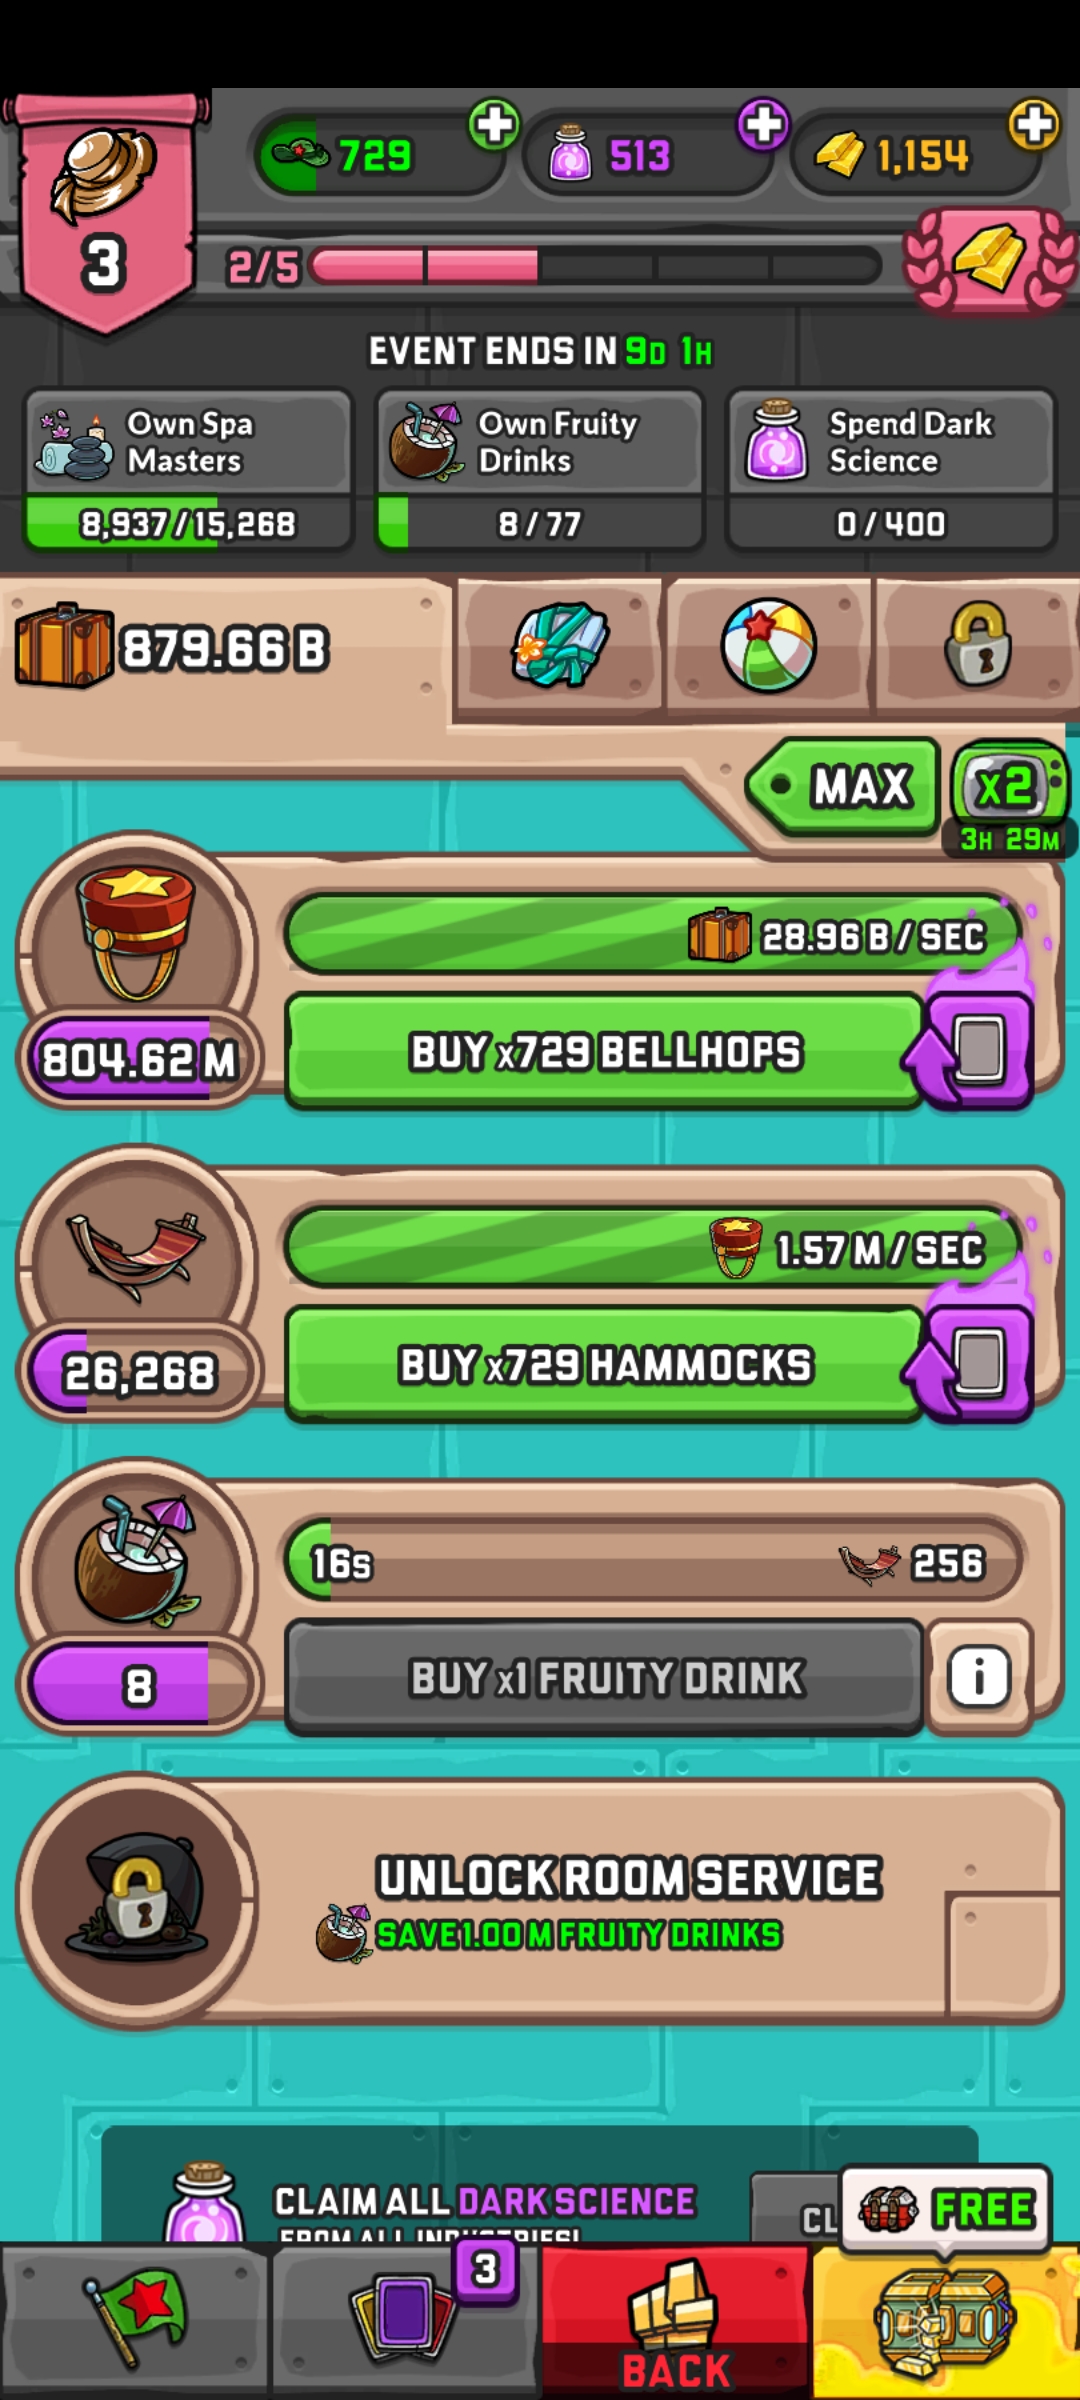 3
729
513
1,154
2/5
EVENT ENDS IN 9D 1H
Own Spa
Masters
8,937/15,268
Own Fruity
Drinks
8/77
Spend Dark
Science
0/400
879.66 B
MAX
x2
3H 29M
28.96 B / SEC
804.62 M
BUY x729 BELLHOPS
1.57 M / SEC
26,268
BUY x729 HAMMOCKS
16s
256
8
BUY x1 FRUITY DRINK
i
UNLOCK ROOM SERVICE
SAVE 1.00 M FRUITY DRINKS
CLAIM ALL DARK SCIENCE
FROM ALL INDUSTRIES!
CL
FREE
3
BACK